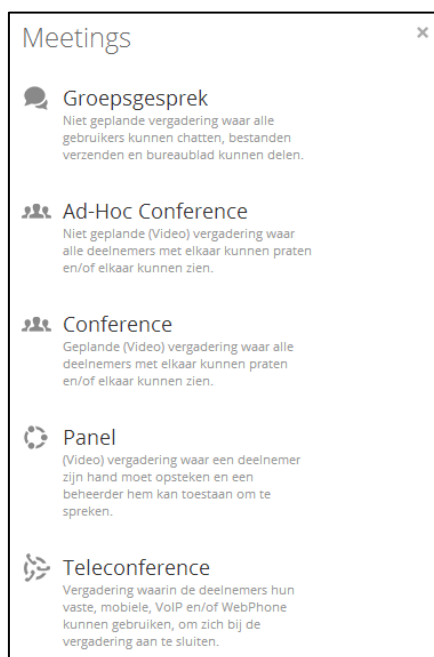 Meetings
Groepsgesprek
Niet geplande vergadering waar alle
gebruikers kunnen chatten, bestanden
verzenden en bureaublad kunnen delen.
Ad-Hoc Conference
Niet geplande (Video) vergadering waar
alle deelnemers met elkaar kunnen praten
en/of elkaar kunnen zien.
Conference
Geplande (Video) vergadering waar alle
deelnemers met elkaar kunnen praten
en/of elkaar kunnen zien.
Panel
(Video) vergadering waar een deelnemer
zijn hand moet opsteken en een
beheerder hem kan toestaan om te
spreken.
Teleconference
Vergadering waarin de deelnemers hun
vaste, mobiele, VoIP en/of WebPhone
kunnen gebruiken, om zich bij de
vergadering aan te sluiten.